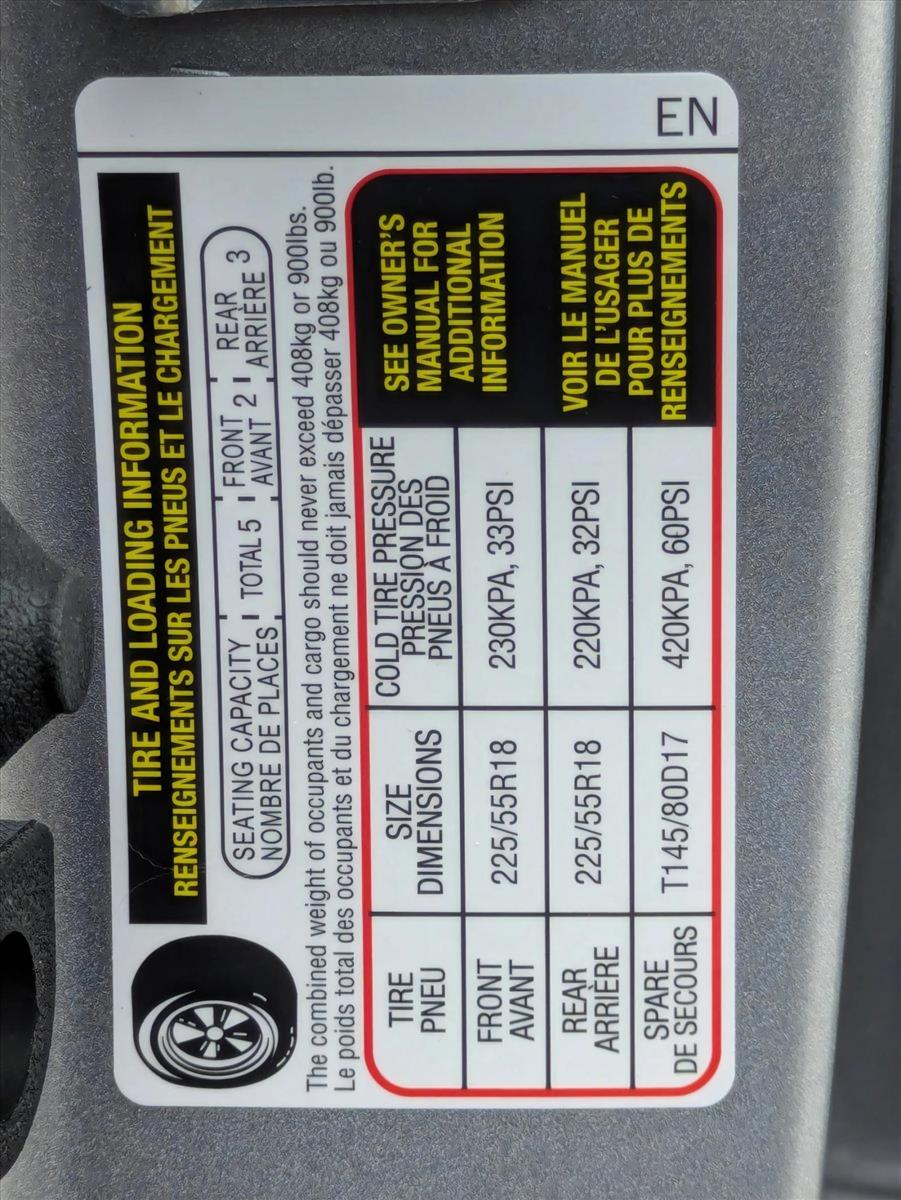 TIRE AND LOADING INFORMATION
RENSEIGNEMENTS SUR LES PNEUS ET LE CHARGEMENT
SEATING CAPACITY
NOMBRE DE PLACES
TOTAL 5
FRONT
AVANT 2
REAR
ARRIÈRE 3
The combined weight of occupants and cargo should never exceed 408kg or 900lbs.
Le poids total des occupants et du chargement ne doit jamais dépasser 408kg ou 900lb.
TIRE
PNEU
SIZE
DIMENSIONS
COLD TIRE PRESSURE
PRESSION DES
PNEUS À FROID
FRONT
AVANT
225/55R18
230KPA, 33PSI
REAR
ARRIÈRE
225/55R18
220KPA, 32PSI
SPARE
DE SECOURS
T145/80D17
420KPA, 60PSI
SEE OWNER'S
MANUAL FOR
ADDITIONAL
INFORMATION
VOIR LE MANUEL
DE L'USAGER
POUR PLUS DE
RENSEIGNEMENTS
EN